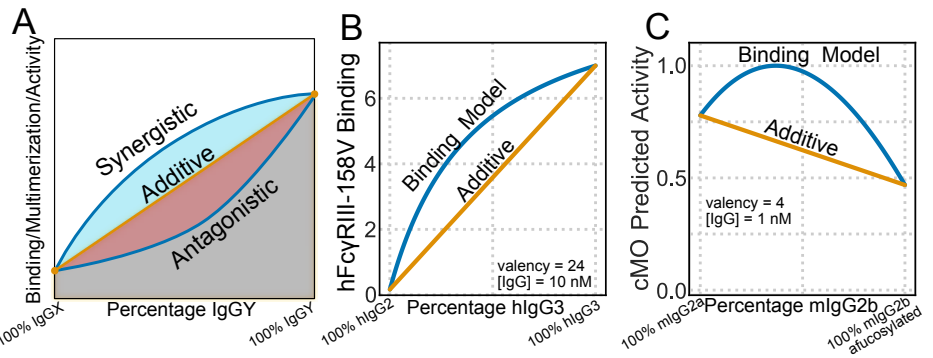 A
Binding/Multimerization/Activity
Synergistic
Additive
Antagonistic
Percentage IgGY
100% IgGX
100% IgGY
B
hFcγRIII-158V Binding
6
4
2
0
Binding Model
Additive
valency = 24
[IgG] = 10 nM
Percentage hIgG3
100% hIgG2
100% hIgG3
C
cMO Predicted Activity
1.0
0.5
0.0
Binding Model
Additive
valency = 4
[IgG] = 1 nM
Percentage mIgG2b
100% mIgG2a
100% mIgG2b
afucosylated